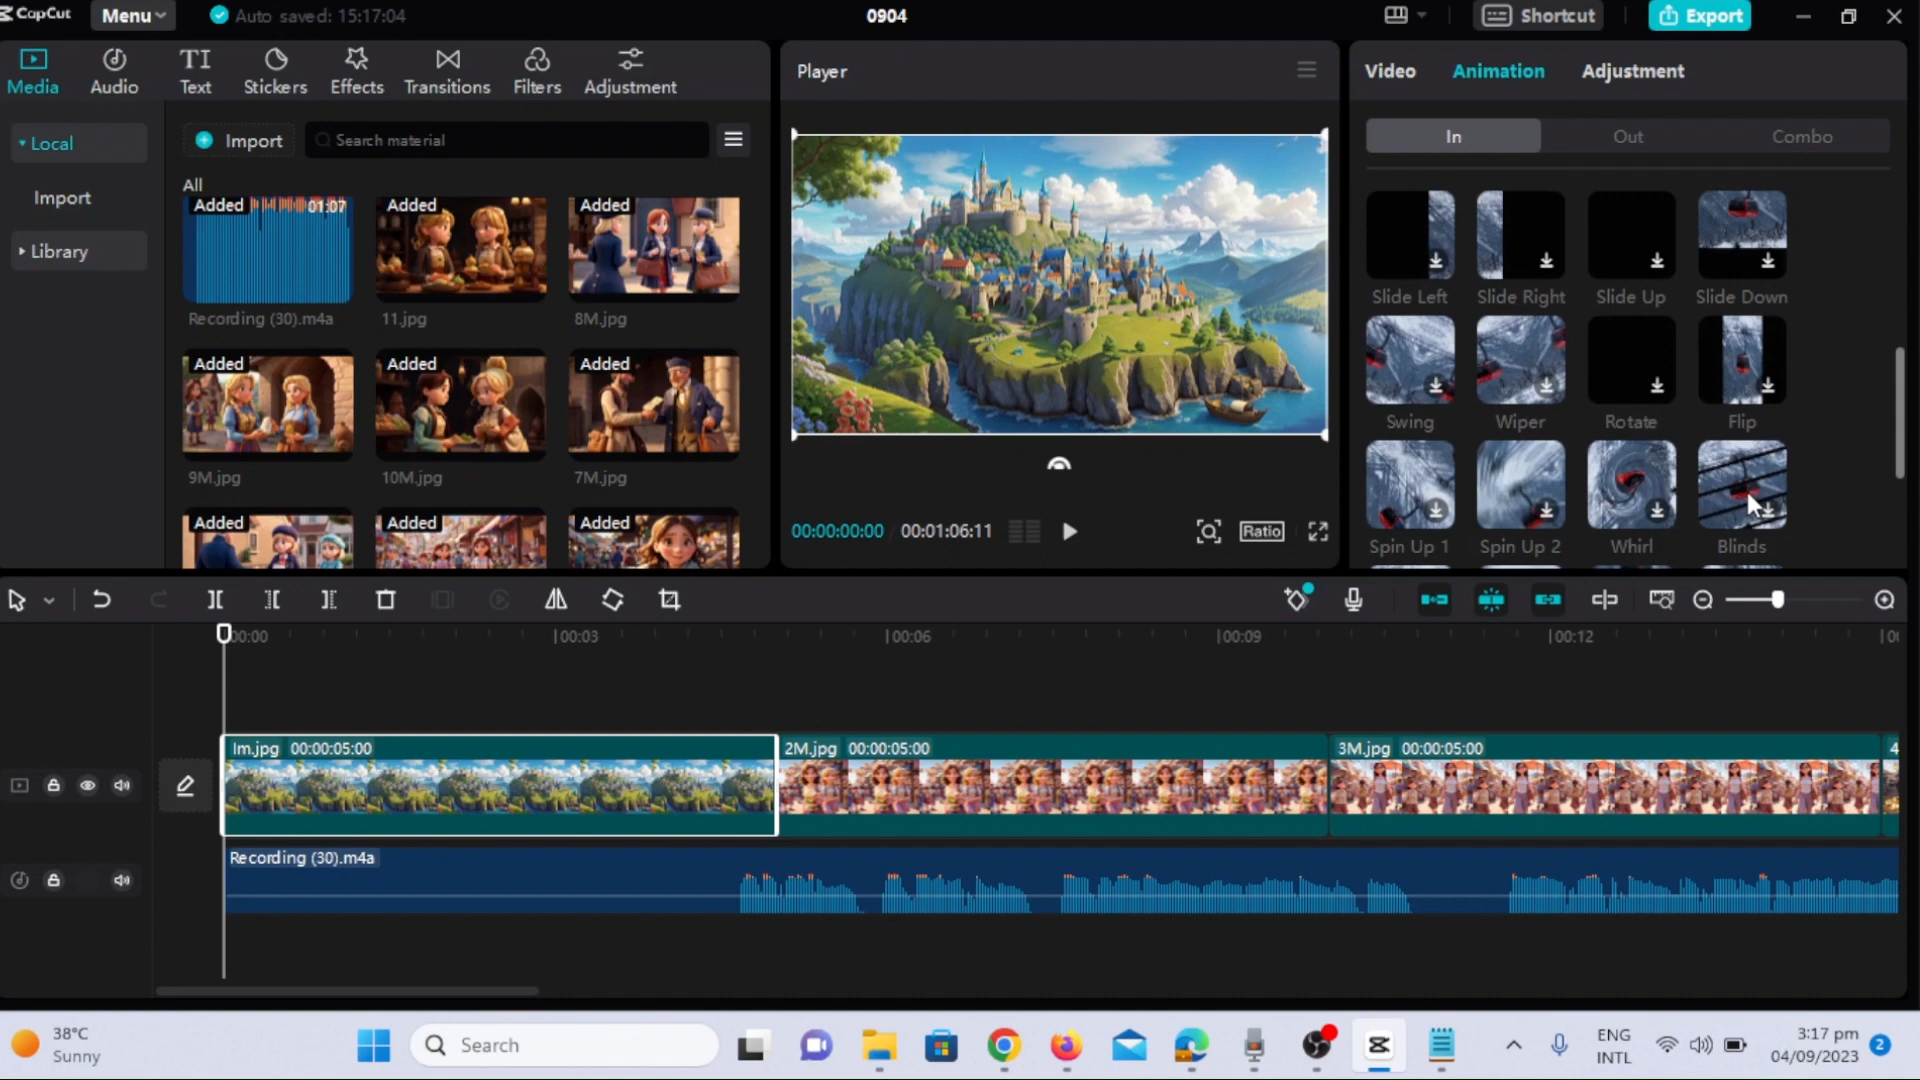 CapCut
Menu
Auto saved: 15:17:04
0904
Shortcut
Export
Media
Audio
TI
Text
Stickers
Effects
Transitions
Filters
Adjustment
Player
Video
Animation
Adjustment
Local
Import
Library
Import
Search material
All
Added
01:07
Recording (30).m4a
Added
11.jpg
Added
8M.jpg
Added
9M.jpg
Added
10M.jpg
Added
7M.jpg
Added
Added
Added
00:00:00:00 / 00:01:06:11
Ratio
In
Out
Combo
Slide Left
Slide Right
Slide Up
Slide Down
Swing
Wiper
Rotate
Flip
Spin Up 1
Spin Up 2
Whirl
Blinds
00:00
00:03
00:06
00:09
00:12
Im.jpg 00:00:05:00
2M.jpg 00:00:05:00
3M.jpg 00:00:05:00
4
Recording (30).m4a
38°C
Sunny
Search
ENG
INTL
3:17 pm
04/09/2023
2